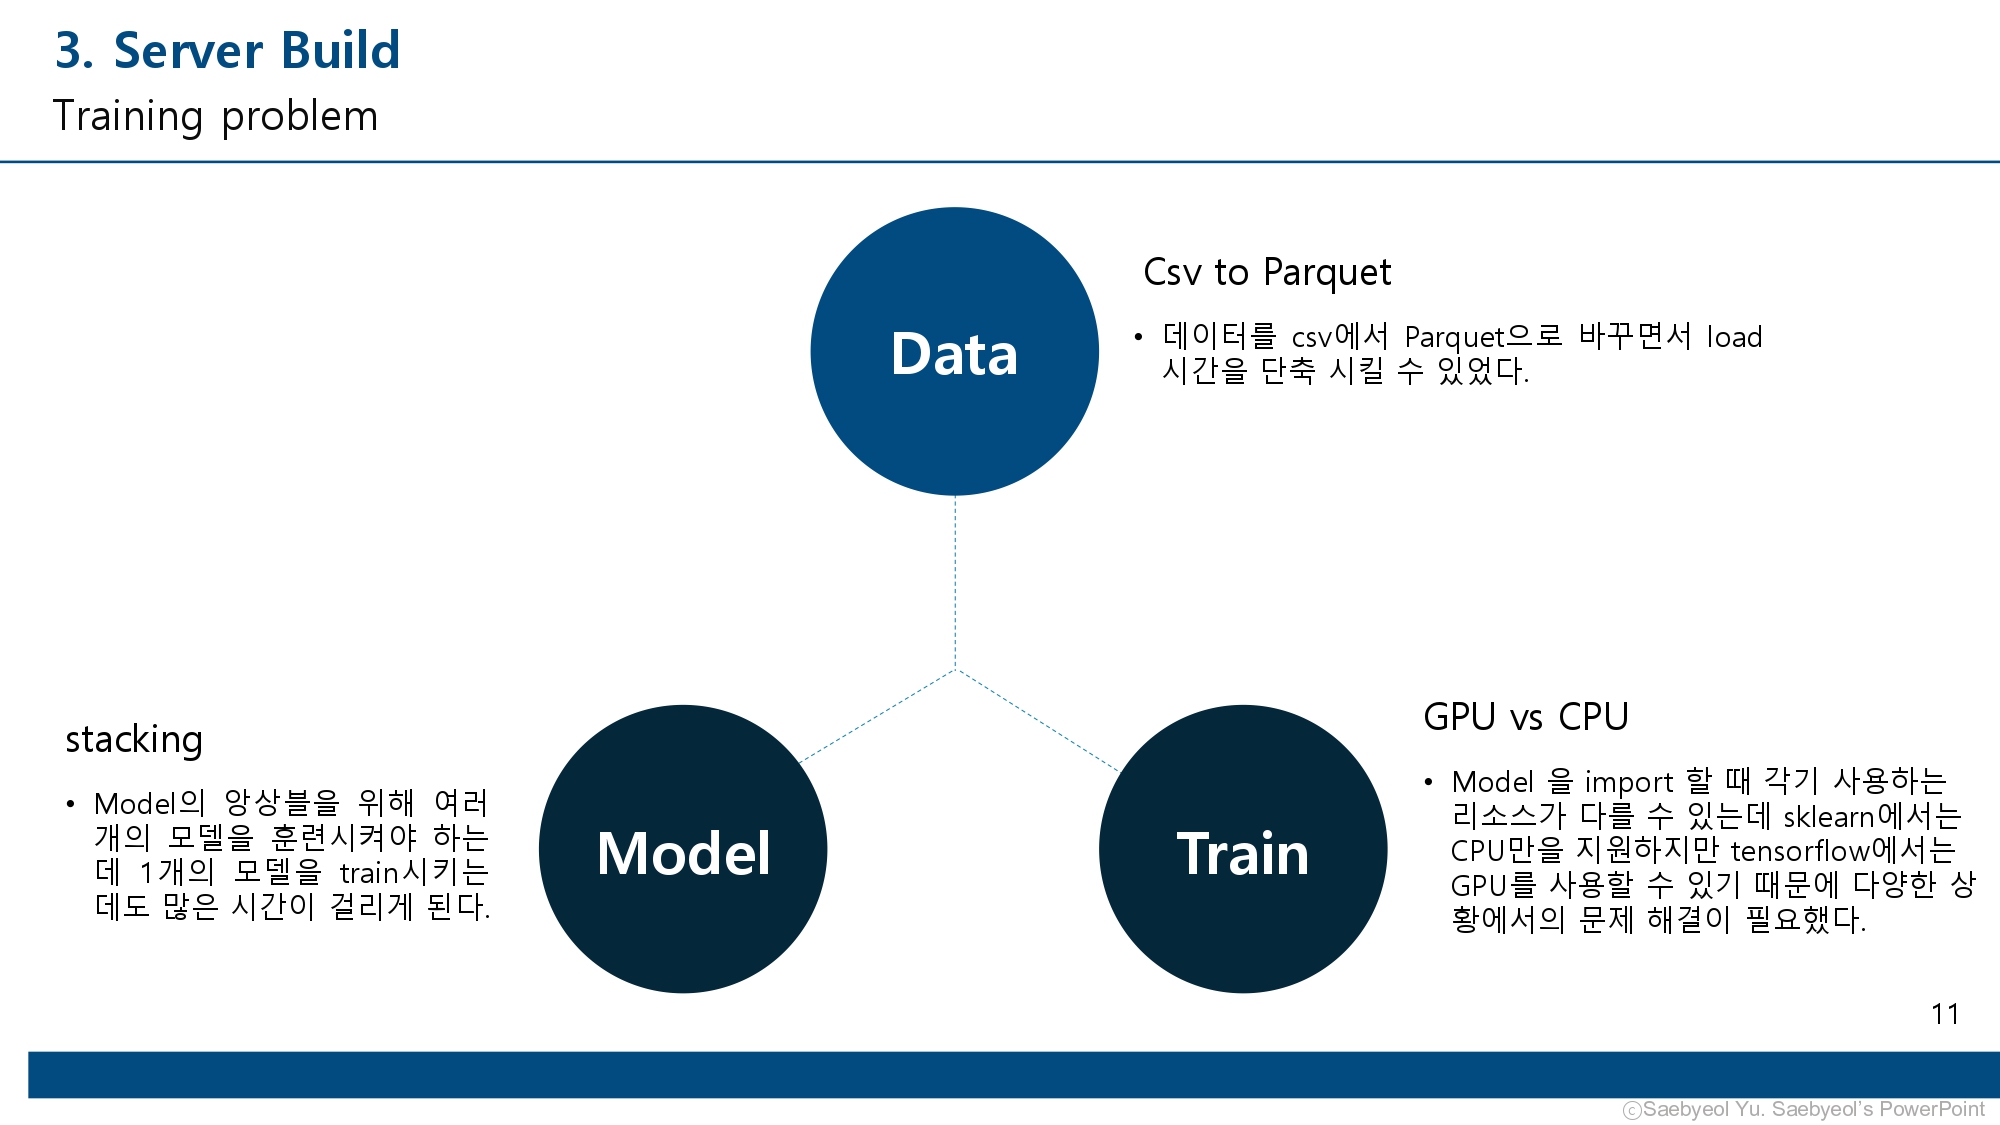 3. Server Build
Training problem
Data
Csv to Parquet
• 데이터를 csv에서 Parquet으로 바꾸면서 load
시간을 단축 시킬 수 있었다.
stacking
• Model의 앙상블을 위해 여러
개의 모델을 훈련시켜야 하는
데 1개의 모델을 train시키는
데도 많은 시간이 걸리게 된다.
Model
Train
GPU vs CPU
• Model 을 import 할 때 각기 사용하는
리소스가 다를 수 있는데 sklearn에서는
CPU만을 지원하지만 tensorflow에서는
GPU를 사용할 수 있기 때문에 다양한 상
황에서의 문제 해결이 필요했다.
11
ⓒSaebyeol Yu. Saebyeol’s PowerPoint